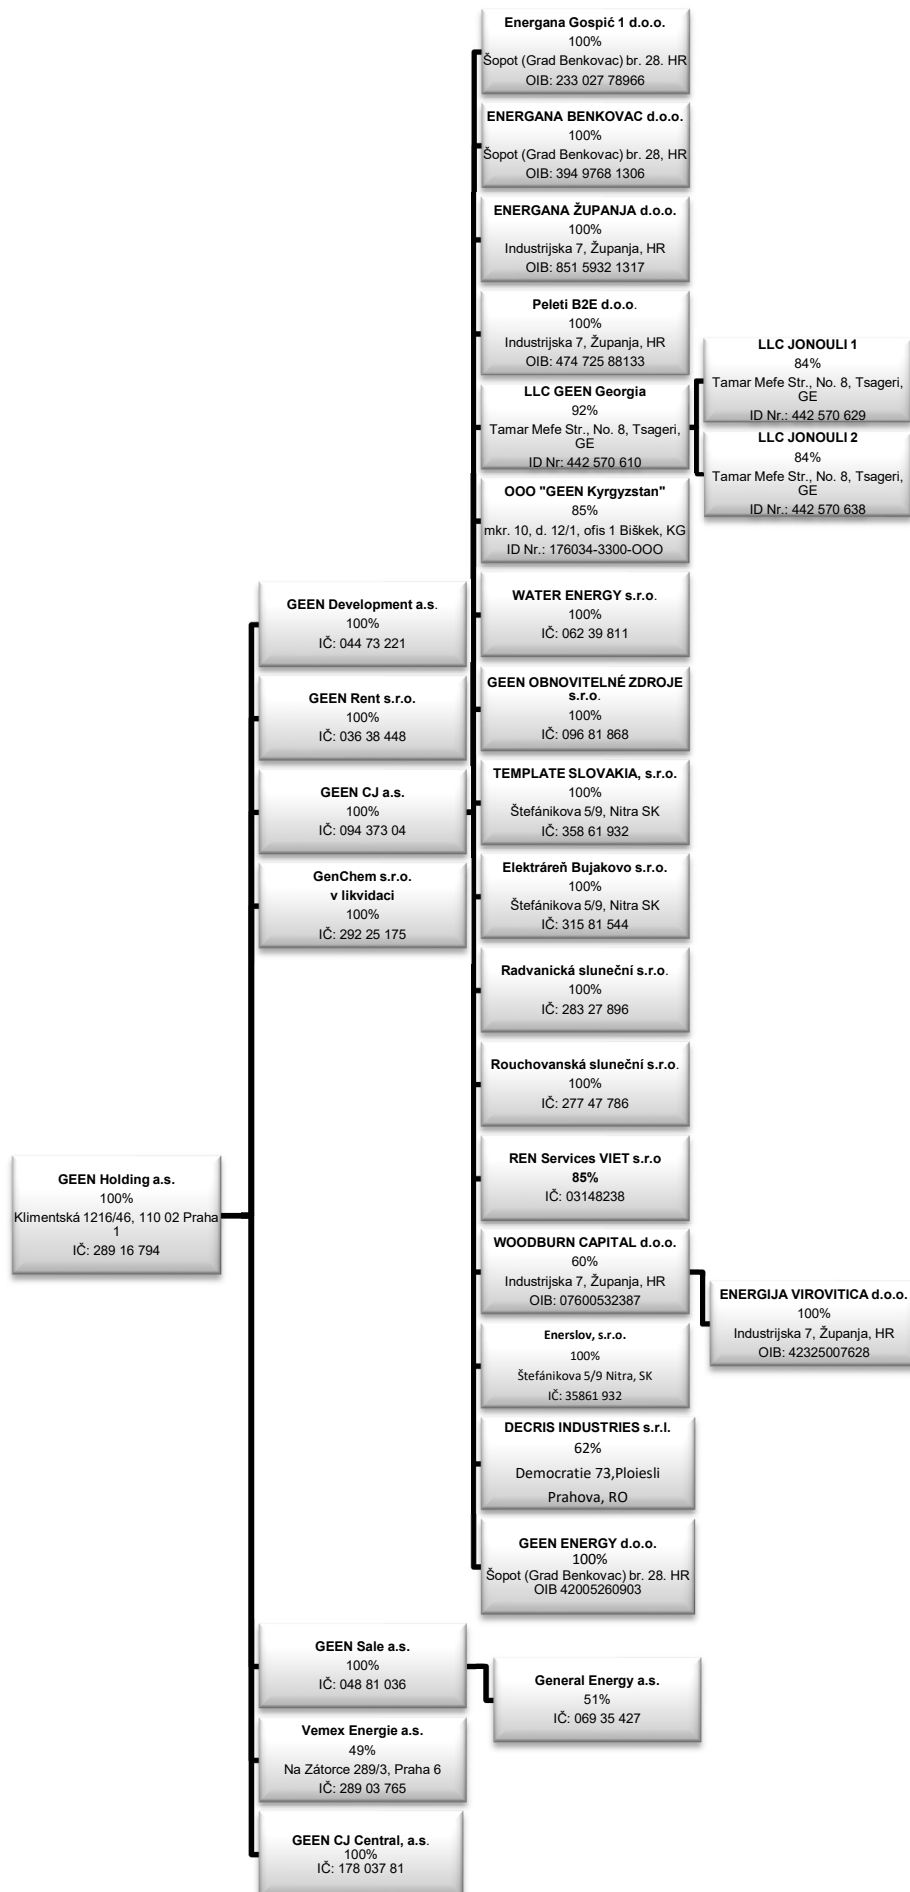 Energana Gospić 1 d.o.o.
100%
Šopot (Grad Benkovac) br. 28. HR
OIB: 233 027 78966
ENERGANA BENKOVAC d.o.o.
100%
Šopot (Grad Benkovac) br. 28, HR
OIB: 394 9768 1306
ENERGANA ŽUPANJA d.o.o.
100%
Industrijska 7, Županja, HR
OIB: 851 5932 1317
Peleti B2E d.o.o.
100%
Industrijska 7, Županja, HR
OIB: 474 725 88133
LLC GEEN Georgia
92%
Tamar Mefe Str., No. 8, Tsageri,
GE
ID Nr: 442 570 610
LLC JONOULI 1
84%
Tamar Mefe Str., No. 8, Tsageri,
GE
ID Nr.: 442 570 629
LLC JONOULI 2
84%
Tamar Mefe Str., No. 8, Tsageri,
GE
ID Nr.: 442 570 638
OOO "GEEN Kyrgyzstan"
85%
mkr. 10, d. 12/1, ofis 1 Biškek, KG
ID Nr.: 176034-3300-OOO
WATER ENERGY s.r.o.
100%
IČ: 062 39 811
GEEN OBNOVITELNÉ ZDROJE
s.r.o.
100%
IČ: 096 81 868
TEMPLATE SLOVAKIA, s.r.o.
100%
Štefánikova 5/9, Nitra SK
IČ: 358 61 932
Elektráreň Bujakovo s.r.o.
100%
Štefánikova 5/9, Nitra SK
IČ: 315 81 544
Radvanická sluneční s.r.o.
100%
IČ: 283 27 896
Rouchovanská sluneční s.r.o.
100%
IČ: 277 47 786
REN Services VIET s.r.o
85%
IČ: 03148238
WOODBURN CAPITAL d.o.o.
60%
Industrijska 7, Županja, HR
OIB: 07600532387
ENERGIJA VIROVITICA d.o.o.
100%
Industrijska 7, Županja, HR
OIB: 42325007628
Enerslov, s.r.o.
100%
Štefánikova 5/9 Nitra, SK
IČ: 35861 932
DECRIS INDUSTRIES s.r.l.
62%
Democratie 73,Ploiesli
Prahova, RO
GEEN ENERGY d.o.o.
100%
Šopot (Grad Benkovac) br. 28. HR
OIB 42005260903
GEEN Development a.s.
100%
IČ: 044 73 221
GEEN Rent s.r.o.
100%
IČ: 036 38 448
GEEN CJ a.s.
100%
IČ: 094 373 04
GenChem s.r.o.
v likvidaci
100%
IČ: 292 25 175
GEEN Holding a.s.
100%
Klimentská 1216/46, 110 02 Praha
1
IČ: 289 16 794
GEEN Sale a.s.
100%
IČ: 048 81 036
General Energy a.s.
51%
IČ: 069 35 427
Vemex Energie a.s.
49%
Na Zátorce 289/3, Praha 6
IČ: 289 03 765
GEEN CJ Central, a.s.
100%
IČ: 178 037 81